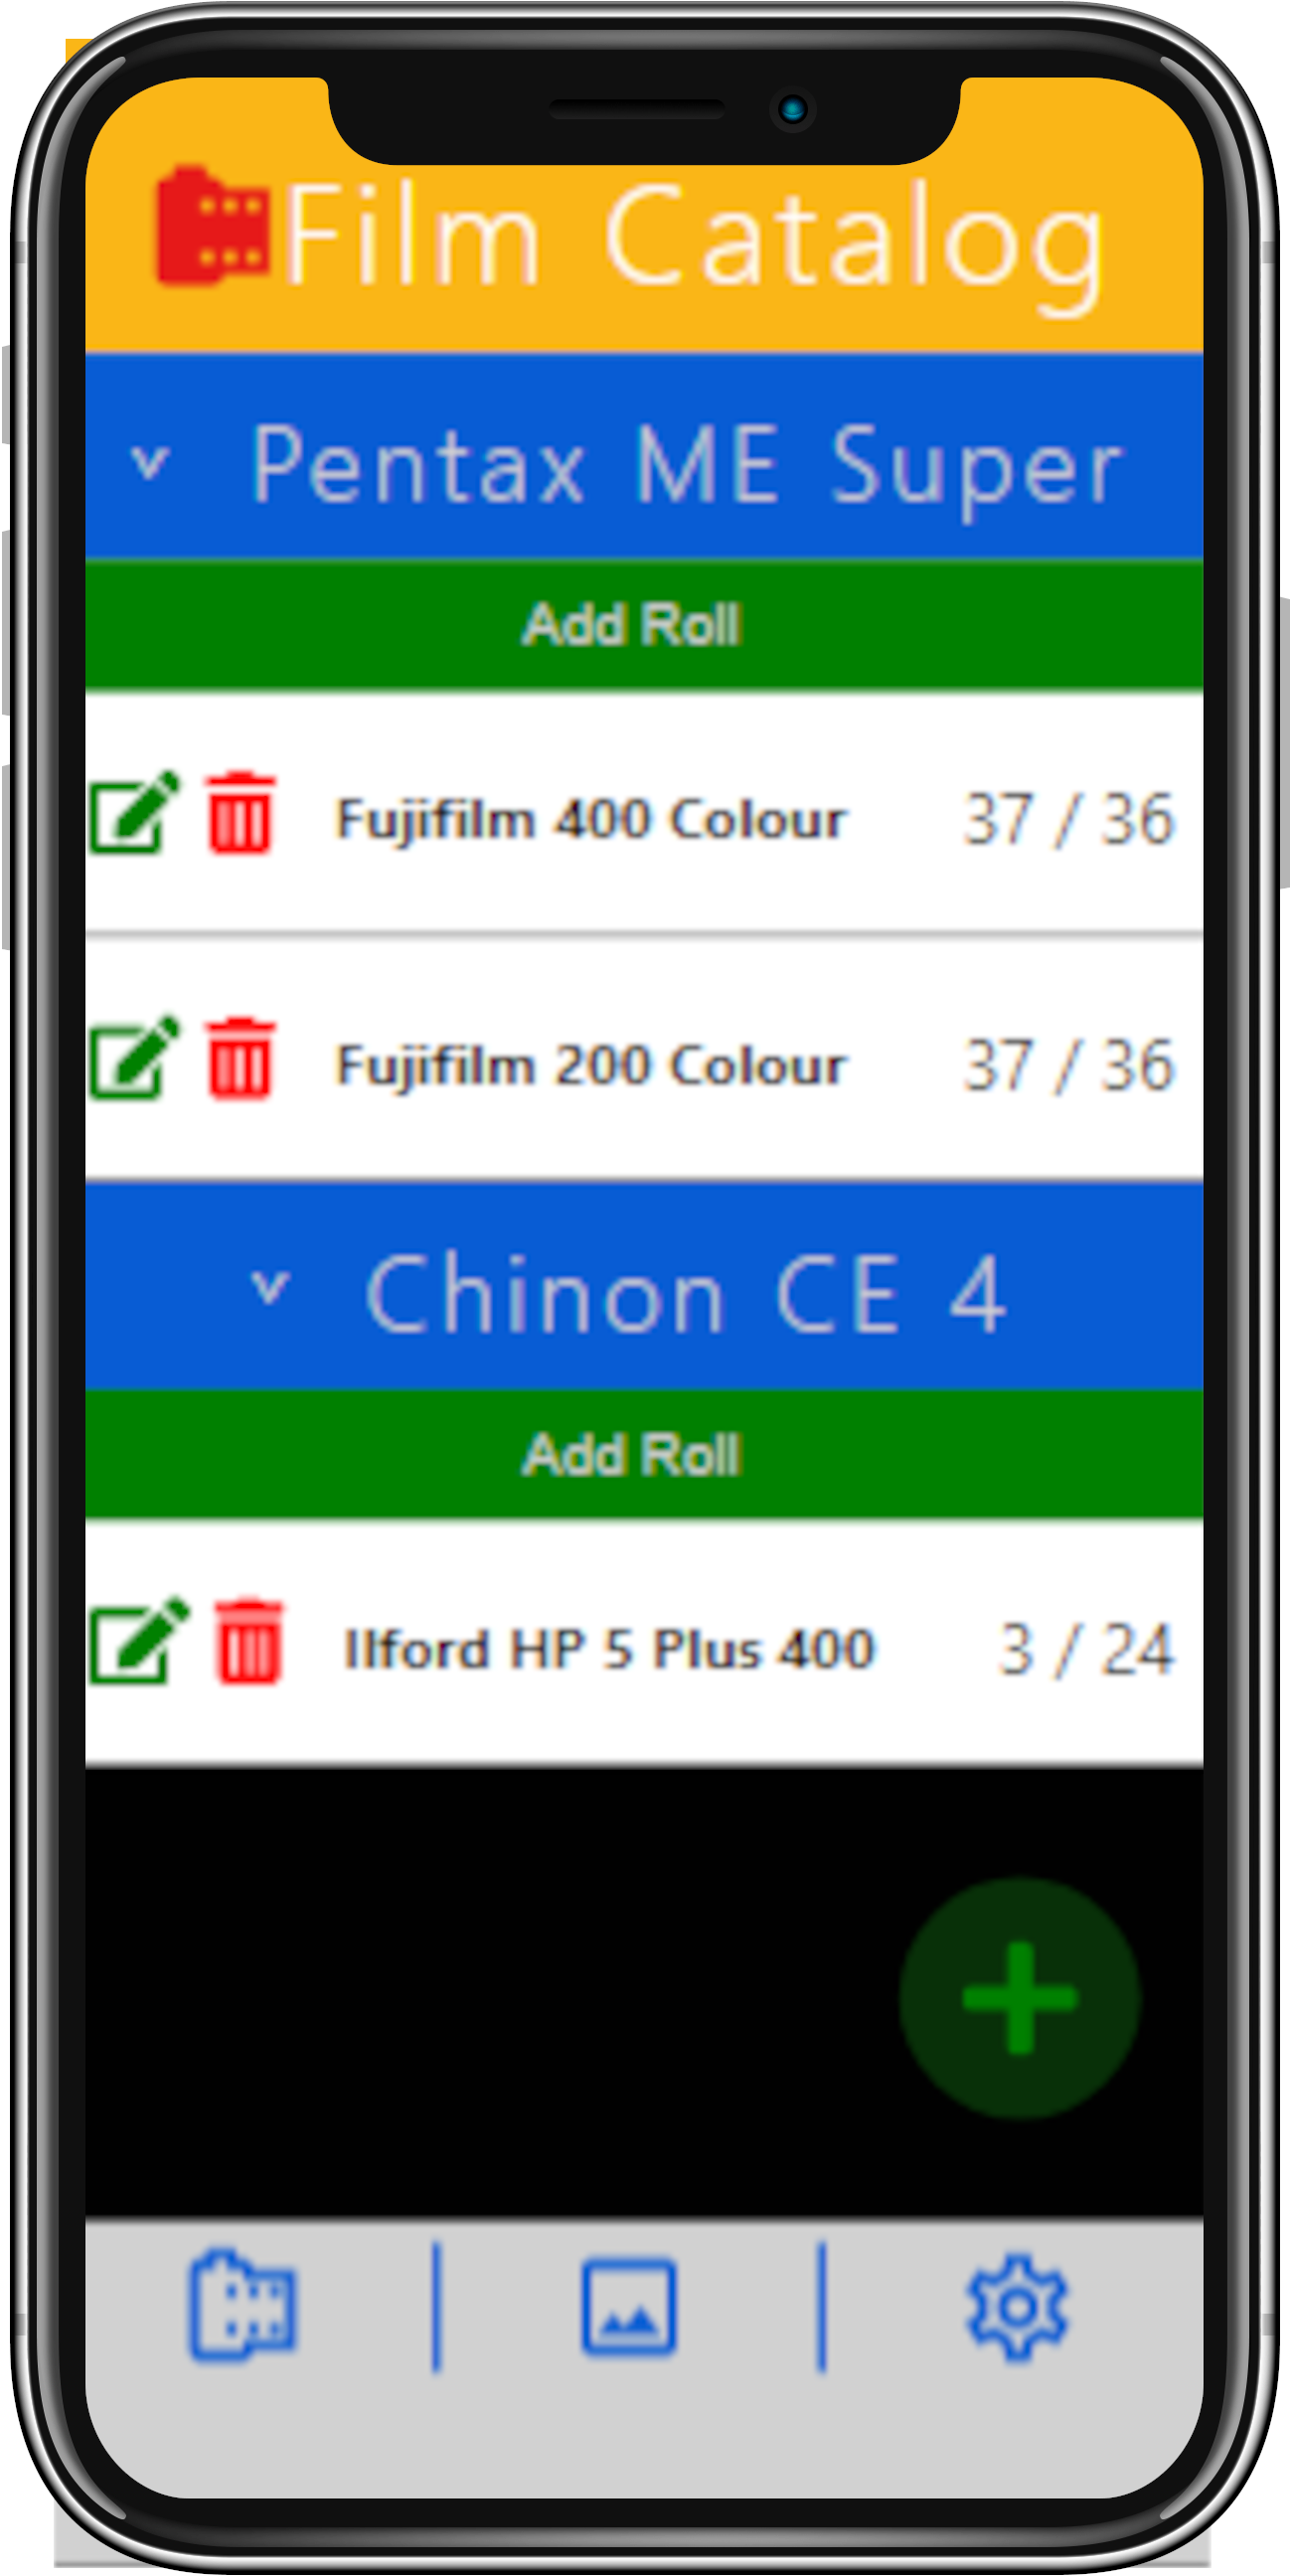 Film Catalog
v Pentax ME Super
Add Roll
Fujifilm 400 Colour 37 / 36
Fujifilm 200 Colour 37 / 36
v Chinon CE 4
Add Roll
Ilford HP 5 Plus 400 3 / 24